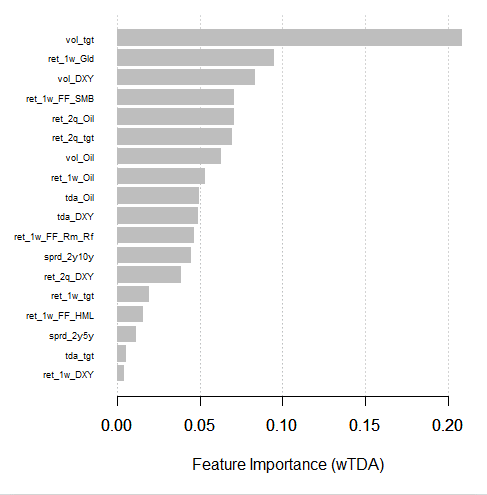 vol_tgt
ret_1w_Gld
vol_DXY
ret_1w_FF_SMB
ret_2q_Oil
ret_2q_tgt
vol_Oil
ret_1w_Oil
tda_Oil
tda_DXY
ret_1w_FF_Rm_Rf
sprd_2y10y
ret_2q_DXY
ret_1w_tgt
ret_1w_FF_HML
sprd_2y5y
tda_tgt
ret_1w_DXY
0.00 0.05 0.10 0.15 0.20
Feature Importance (wTDA)